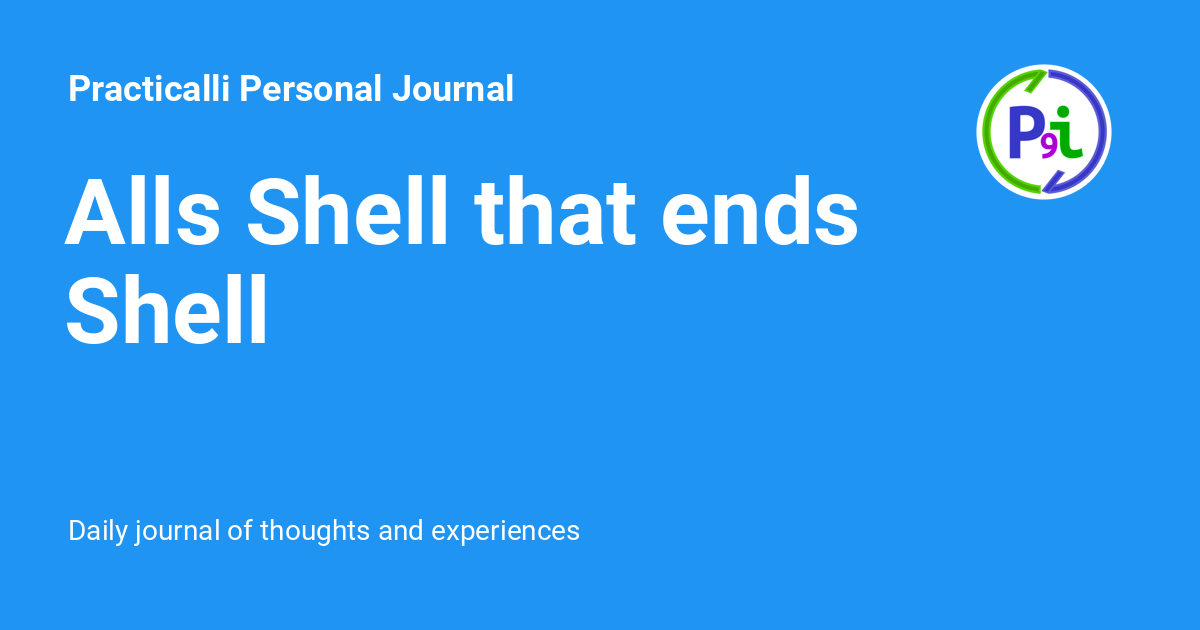 Practicalli Personal Journal
P9i
Alls Shell that ends
Shell
Daily journal of thoughts and experiences